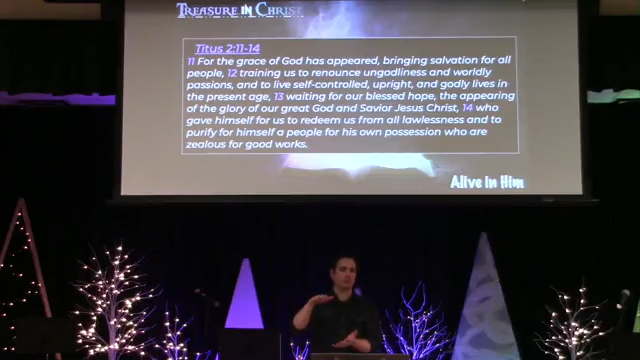 TREASURE IN CHRIST
Titus 2:11-14
11 For the grace of God has appeared, bringing salvation for all
people, 12 training us to renounce ungodliness and worldly
passions, and to live self-controlled, upright, and godly lives in
the present age, 13 waiting for our blessed hope, the appearing
of the glory of our great God and Savior Jesus Christ, 14 who
gave himself for us to redeem us from all lawlessness and to
purify for himself a people for his own possession who are
zealous for good works.
Alive in Him